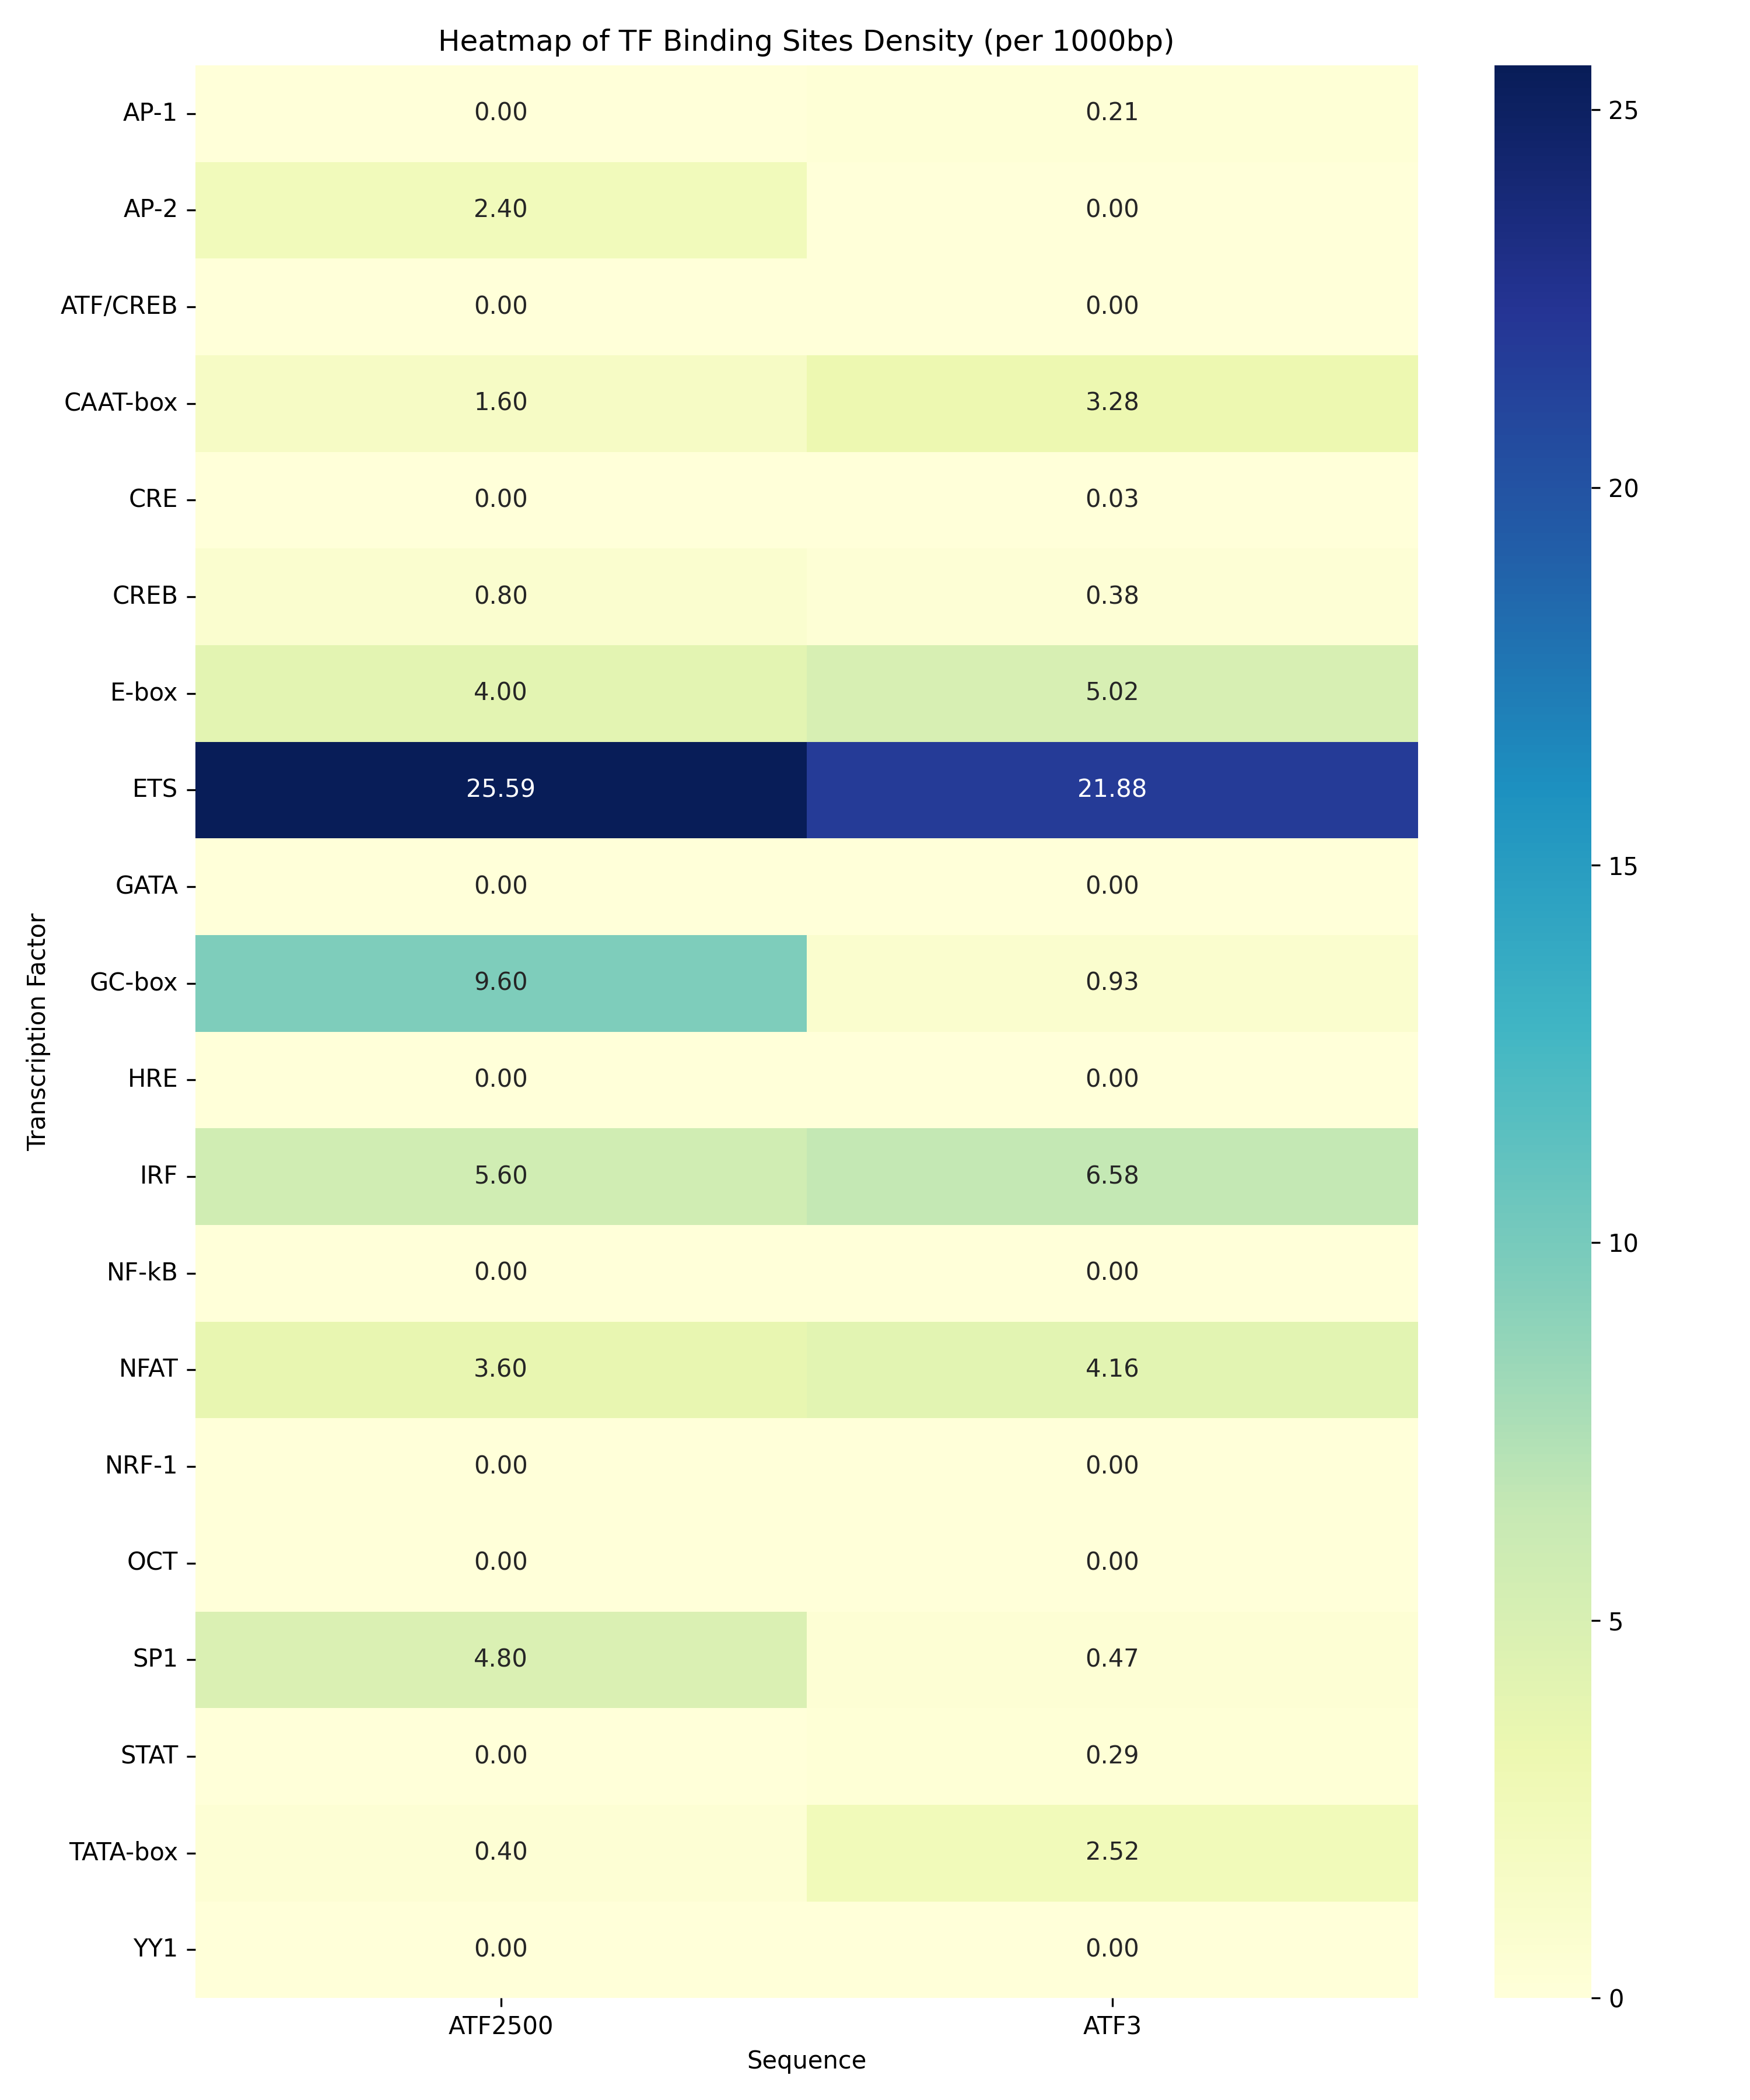 Heatmap of TF Binding Sites Density (per 1000bp)
AP-1 0.00 0.21
AP-2 2.40 0.00
ATF/CREB 0.00 0.00
CAAT-box 1.60 3.28
CRE 0.00 0.03
CREB 0.80 0.38
E-box 4.00 5.02
ETS 25.59 21.88
GATA 0.00 0.00
GC-box 9.60 0.93
HRE 0.00 0.00
IRF 5.60 6.58
NF-kB 0.00 0.00
NFAT 3.60 4.16
NRF-1 0.00 0.00
OCT 0.00 0.00
SP1 4.80 0.47
STAT 0.00 0.29
TATA-box 0.40 2.52
YY1 0.00 0.00
Transcription Factor
ATF2500 ATF3
Sequence
25
20
15
10
5
0